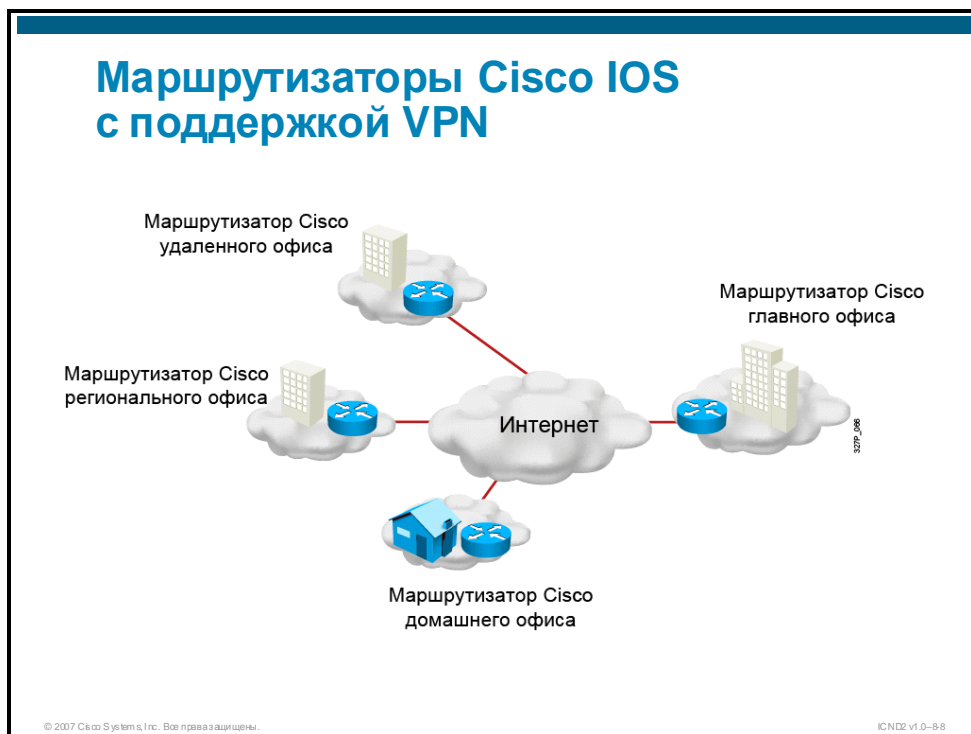 Маршрутизаторы Cisco IOS
с поддержкой VPN
Маршрутизатор Cisco
удаленного офиса
Маршрутизатор Cisco
главного офиса
Маршрутизатор Cisco
регионального офиса
Интернет
327P_066
Маршрутизатор Cisco
домашнего офиса
© 2007 Cisco Systems, Inc. Все права защищены.
ICND2 v1.0—8-8